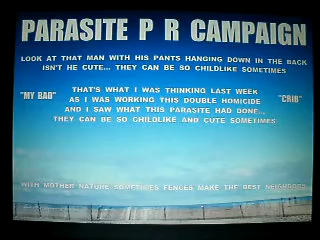 PARASITE P R CAMPAIGN
LOOK AT THAT MAN WITH HIS PANTS HANGING DOWN IN THE BACK
ISN'T HE CUTE... THEY CAN BE SO CHILDLIKE SOMETIMES
"MY BAD"
THAT'S WHAT I WAS THINKING LAST WEEK
AS I WAS WORKING THIS DOUBLE HOMICIDE
AND I SAW WHAT THIS PARASITE HAD DONE..
THEY CAN BE SO CHILDLIKE AND CUTE SOMETIMES
"CRIB"
WITH MOTHER NATURE SOMETIMES FENCES MAKE THE BEST NEIGHBORS